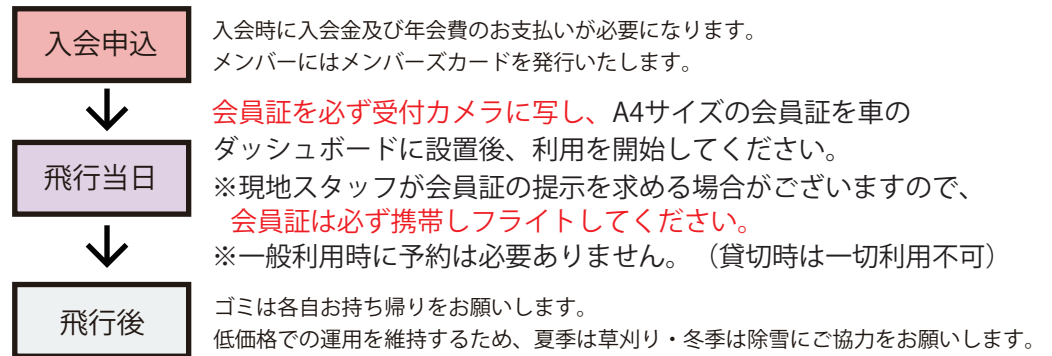 入会申込
入会時に入会金及び年会費のお支払いが必要になります。
メンバーにはメンバーズカードを発行いたします。
飛行当日
会員証を必ず受付カメラに写し、A4サイズの会員証を車の
ダッシュボードに設置後、利用を開始してください。
※現地スタッフが会員証の提示を求める場合がございますので、
会員証は必ず携帯しフライトしてください。
※一般利用時に予約は必要ありません。（貸切時は一切利用不可）
飛行後
ゴミは各自お持ち帰りをお願いします。
低価格での運用を維持するため、夏季は草刈り・冬季は除雪にご協力をお願いします。